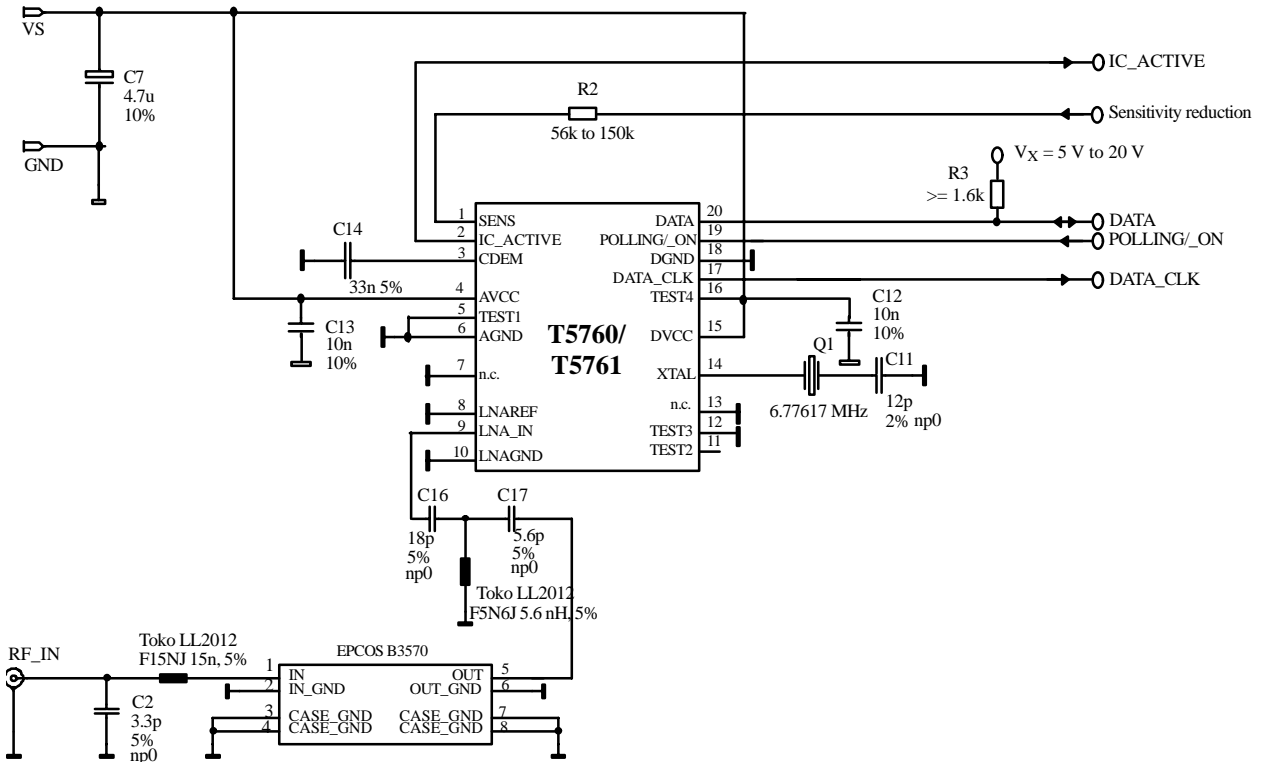 VS
C7
4.7u
10%
GND
IC_ACTIVE
R2
56k to 150k
Sensitivity reduction
VX = 5 V to 20 V
R3
>= 1.6k
DATA
POLLING/_ON
DATA_CLK
C14
33n 5%
C13
10n
10%
1 SENS
2 IC_ACTIVE
3 CDEM
4 AVCC
5 TEST1
6 AGND
7 n.c.
8 LNAREF
9 LNA_IN
10 LNAGND
T5760/
T5761
DATA 20
POLLING/_ON 19
DGND 18
DATA_CLK 17
TEST4 16
DVCC 15
XTAL 14
n.c. 13
TEST3 12
TEST2 11
C12
10n
10%
Q1
6.77617 MHz
C11
12p
2% np0
C16
18p
5%
np0
C17
5.6p
5%
np0
Toko LL2012
F5N6J 5.6 nH, 5%
RF_IN
Toko LL2012
F15NJ 15n, 5%
C2
3.3p
5%
np0
EPCOS B3570
1 IN
2 IN_GND
3 CASE_GND
4 CASE_GND
OUT 5
OUT_GND 6
CASE_GND 7
CASE_GND 8